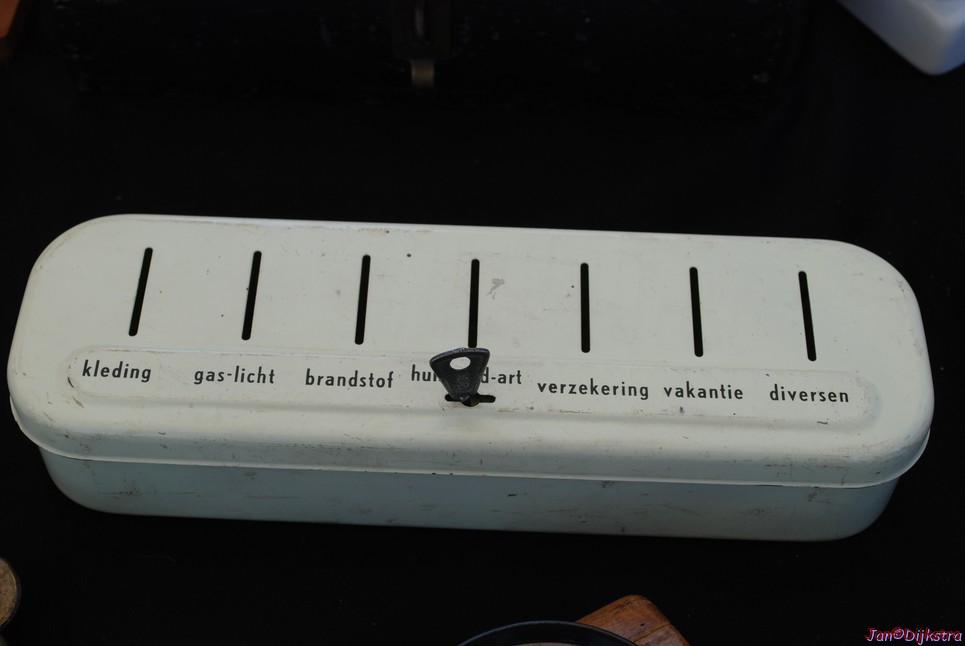 kleding gas-licht brandstof verzekering vakantie diversen
Jan©Dijkstra